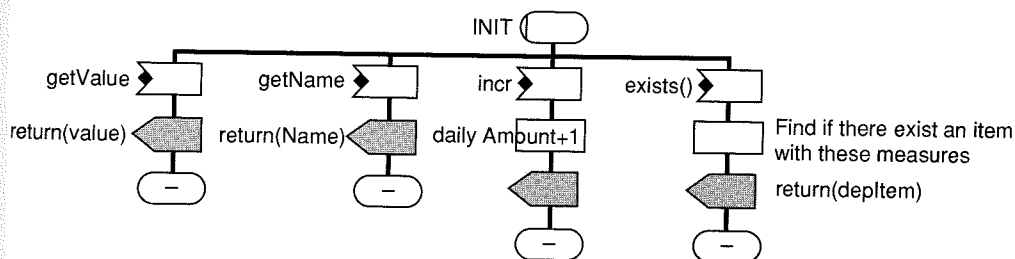 INIT
getValue
getName
incr
exists()
return(value)
return(Name)
daily Amount+1
Find if there exist an item
with these measures
return(depItem)
–
–
–
–